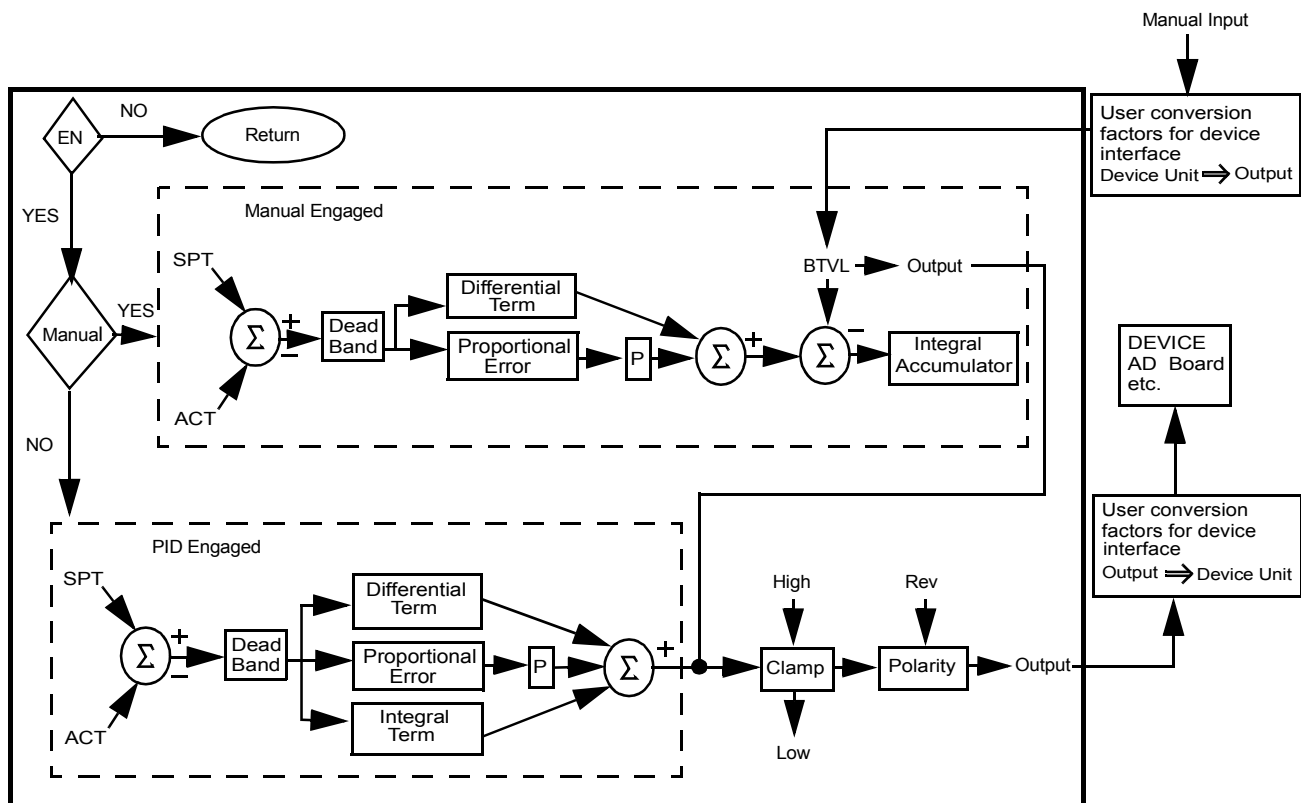 Manual Input
User conversion
factors for device
interface
Device Unit ⇒ Output
EN
NO
Return
YES
Manual Engaged
SPT
BTVL
Output
Differential
Term
Manual
YES
Σ
+
−
Dead
Band
Proportional
Error
P
Σ
+
Σ
−
Integral
Accumulator
ACT
DEVICE
AD Board
etc.
NO
PID Engaged
User conversion
factors for device
interface
Output ⇒ Device Unit
SPT
Differential
Term
High
Rev
Σ
+
−
Dead
Band
Proportional
Error
P
Σ
+
Clamp
Polarity
Output
Integral
Term
ACT
Low